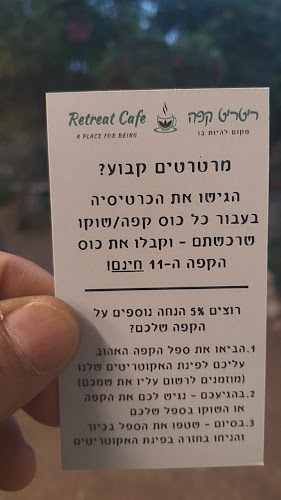 Retreat Cafe
A PLACE FOR BEING
ריטריט קפה
מקום להיות בו
מרטרטים קבוע?
הגישו את הכרטיסיה
בעבור כל כוס קפה/שוקו
שרכשתם - וקבלו את כוס
הקפה ה-11 חינם!
רוצים 5% הנחה נוספים על
הקפה שלכם?
1.הביאו את ספל הקפה האהוב
עליכם לפינת האקוטריטים שלנו
(מוזמנים לרשום עליו את שמכם)
2.בהגיעכם - נגיש לכם את הקפה
או השוקו בספל שלכם
3.בסיום - שטפו את הספל בכיור
והניחו בחזרה בפינת האקוטריטים